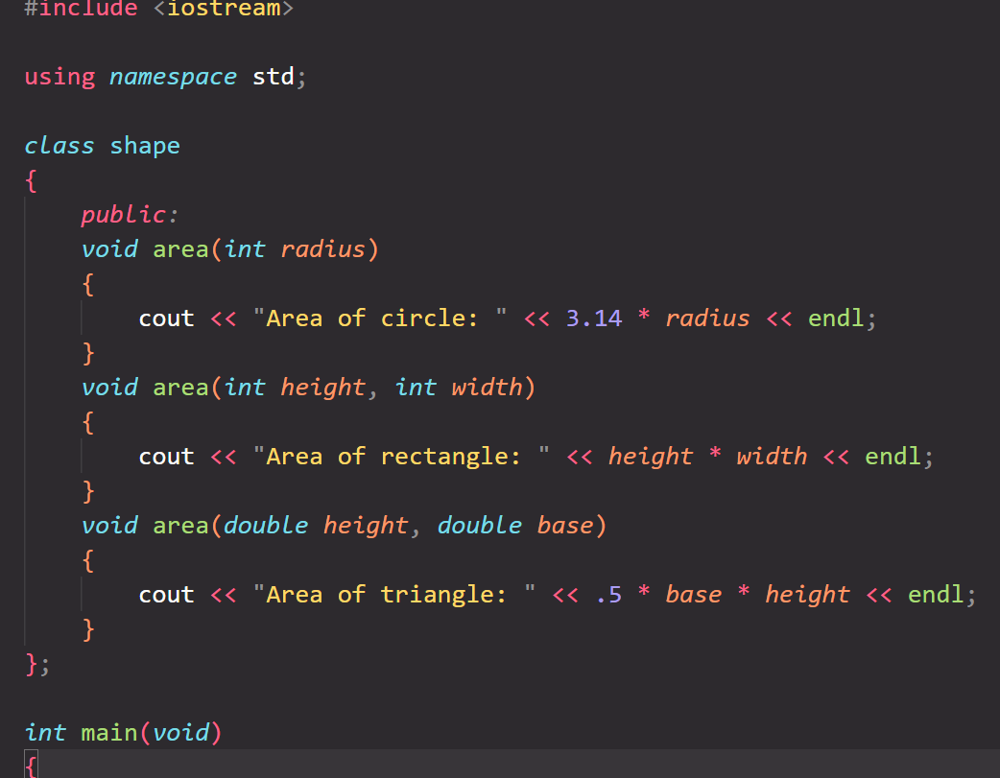 #include <iostream>
using namespace std;
class shape
{
    public:
    void area(int radius)
    {
        cout << "Area of circle: " << 3.14 * radius << endl;
    }
    void area(int height, int width)
    {
        cout << "Area of rectangle: " << height * width << endl;
    }
    void area(double height, double base)
    {
        cout << "Area of triangle: " << .5 * base * height << endl;
    }
};
int main(void)
{